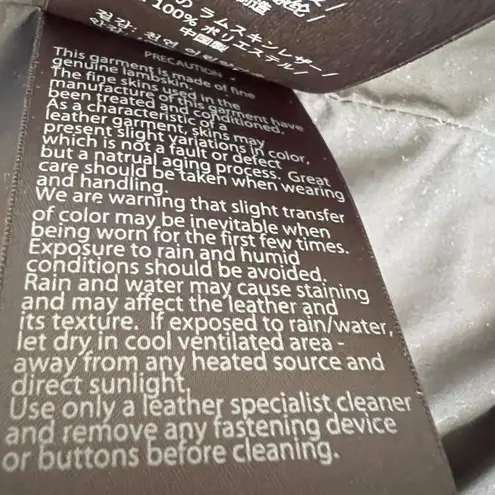 ラムスキンレザー/
100% ポリエステル/
中国製
PRECAUTION
This garment is made of fine
genuine lambskin.
The fine skins used in the
manufacture of this garment have
been treated and conditioned.
As a characteristic of a
leather garment, skins may
present slight variations in color,
which is not a fault or defect
but a natrual aging process. Great
care should be taken when wearing
and handling.
We are warning that slight transfer
of color may be inevitable when
being worn for the first few times.
Exposure to rain and humid
conditions should be avoided.
Rain and water may cause staining
and may affect the leather and
its texture. If exposed to rain/water,
let dry in cool ventilated area -
away from any heated source and
direct sunlight.
Use only a leather specialist cleaner
and remove any fastening device
or buttons before cleaning.